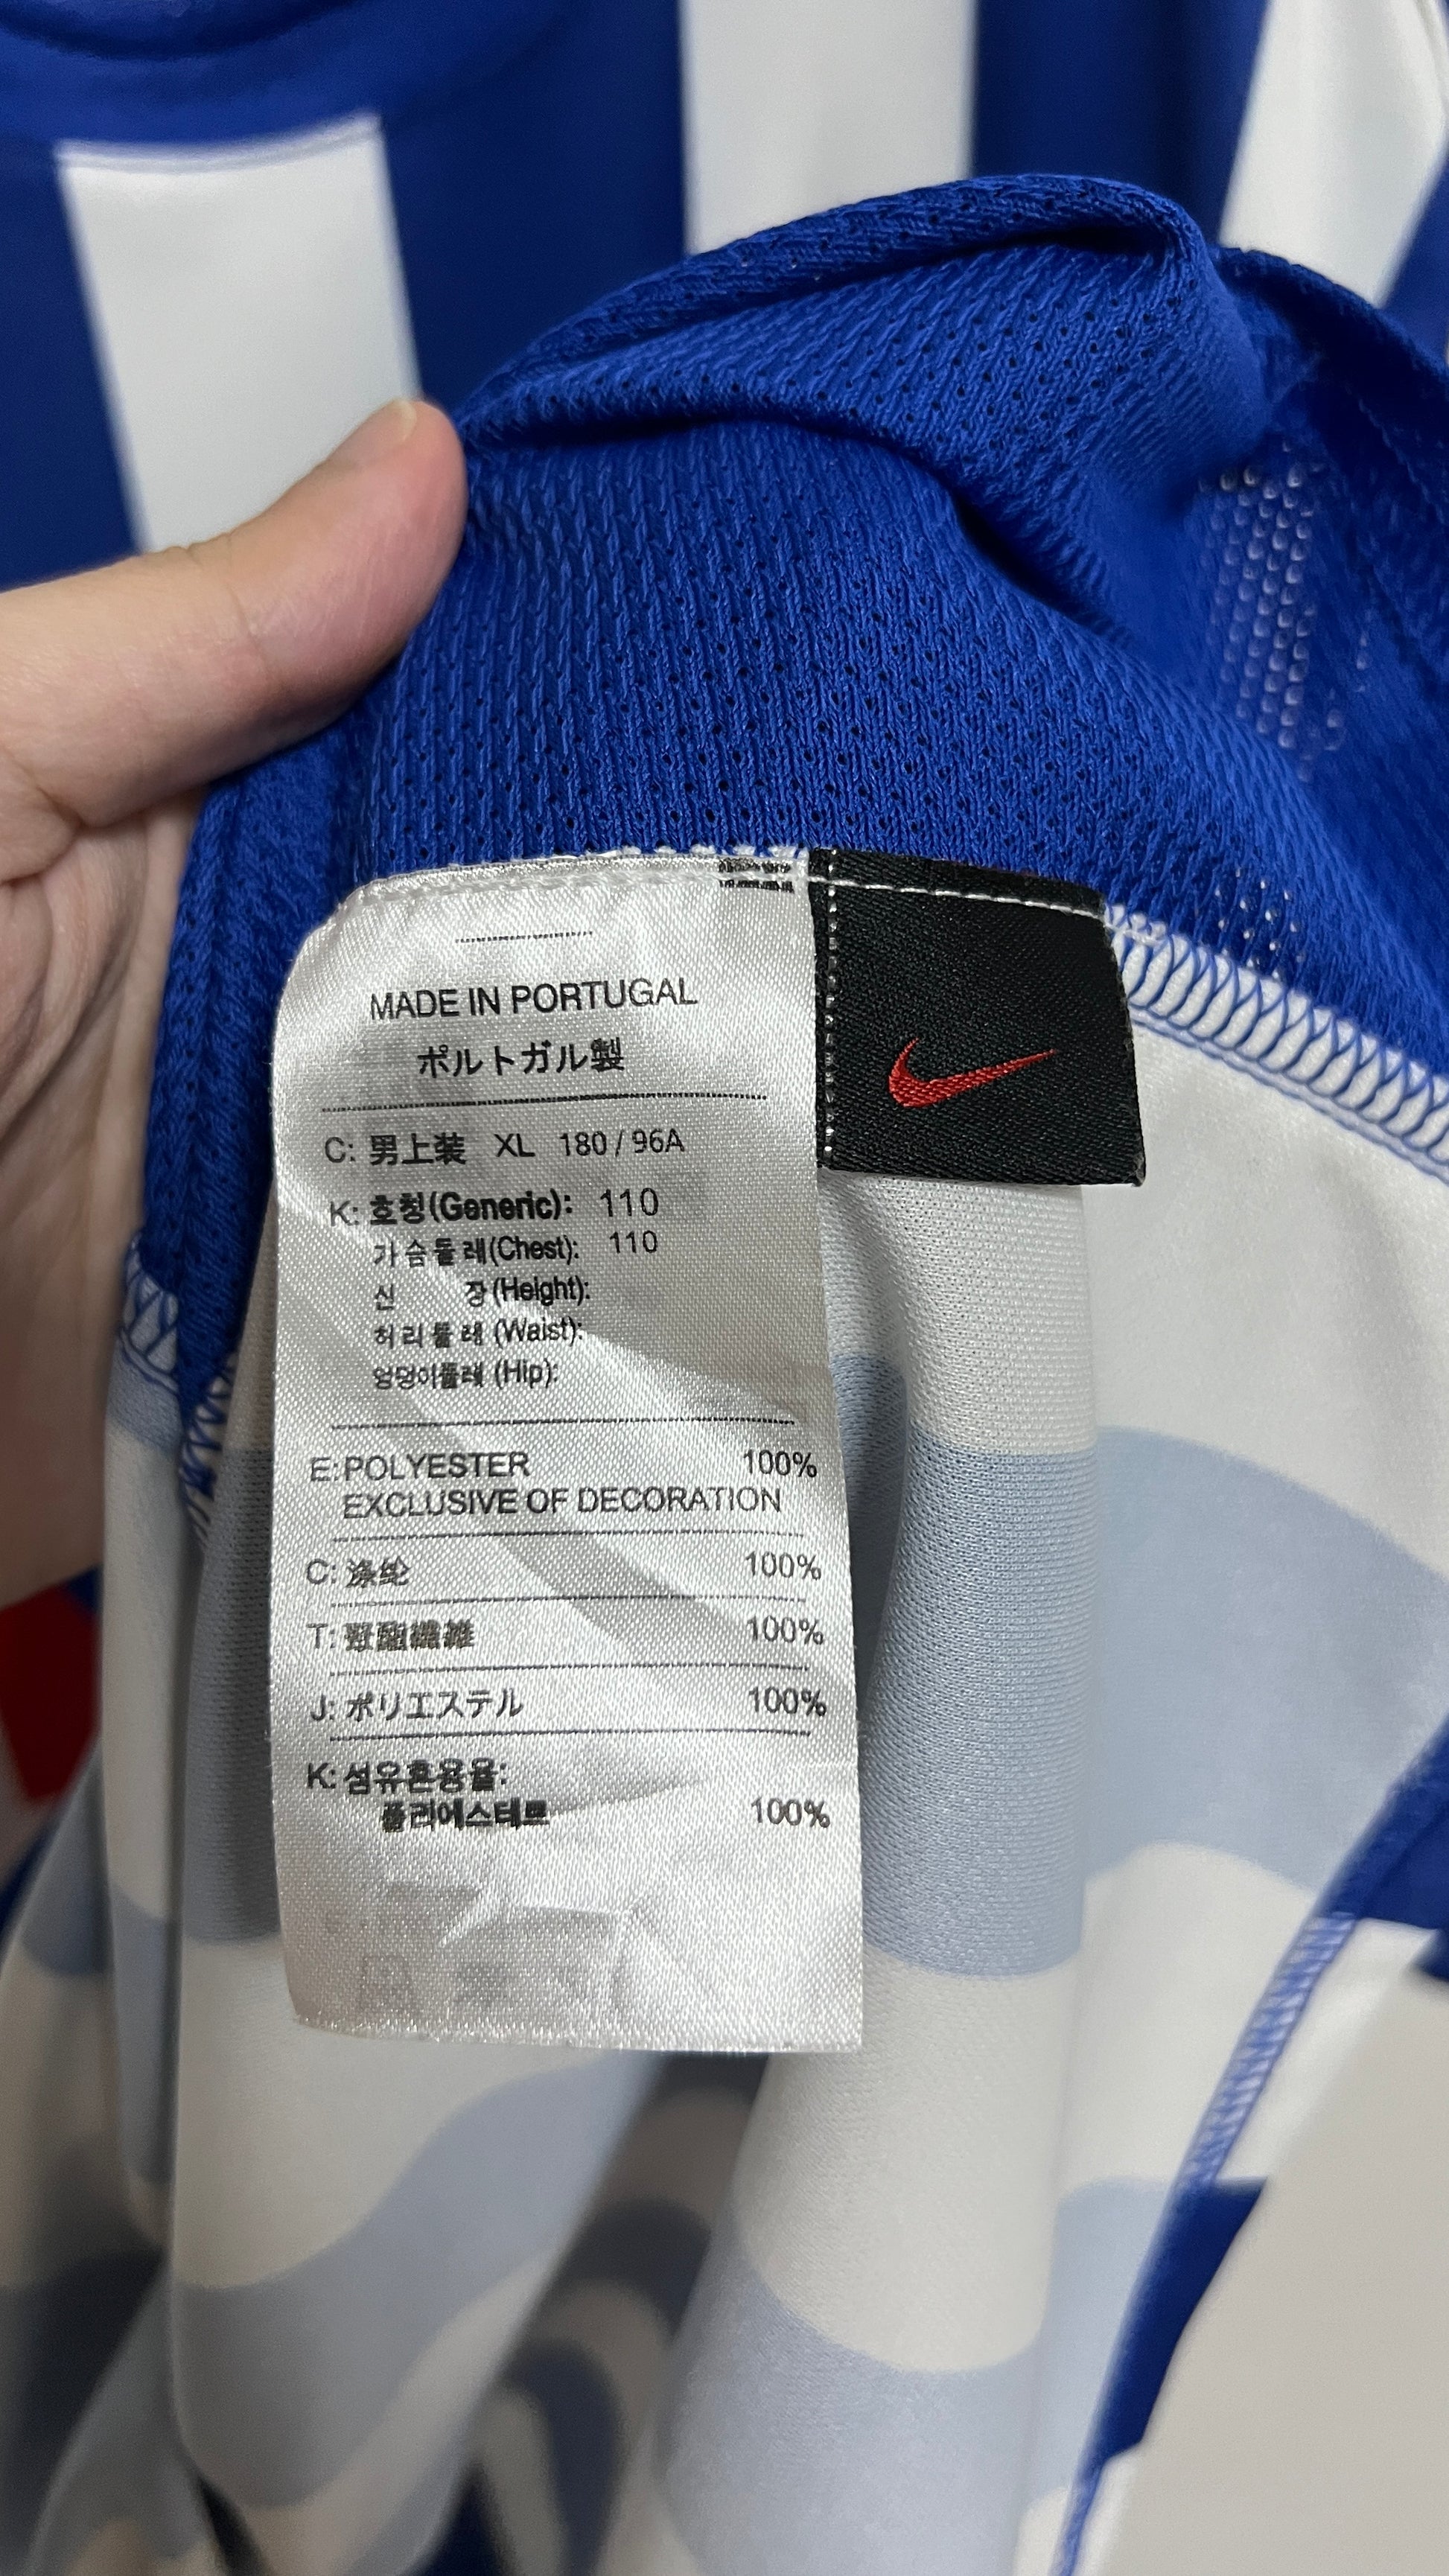 MADE IN PORTUGAL
ポルトガル製
C: 男上装 XL 180 / 96A
K: 호칭(Generic): 110
가슴둘레(Chest): 110
신 장(Height):
허리둘레(Waist):
엉덩이둘레(Hip):
E: POLYESTER 100%
EXCLUSIVE OF DECORATION
C: 涤纶 100%
T: 聚酯纖維 100%
J: ポリエステル 100%
K: 섬유혼용율:
폴리에스테르 100%